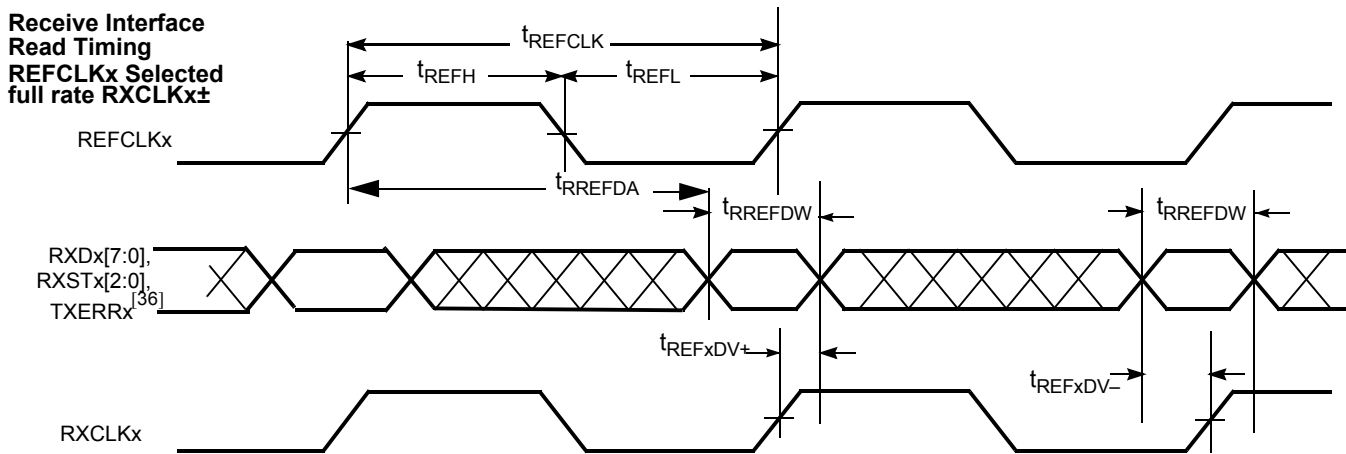 Receive Interface
Read Timing
REFCLKx Selected
full rate RXCLKx±
tREFCLK
tREFH
tREFL
REFCLKx
tRREFDA
tRREFDW
tRREFDW
RXDx[7:0],
RXSTx[2:0],
TXERRx[36]
tREFxDV+
tREFxDV–
RXCLKx